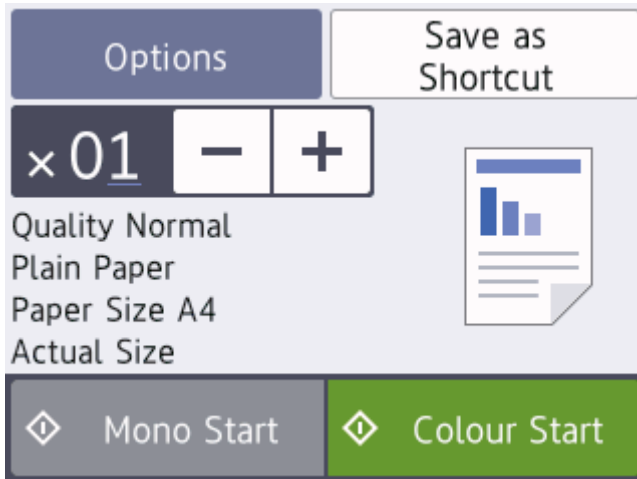 Options
Save as
Shortcut
×01 − +
Quality Normal
Plain Paper
Paper Size A4
Actual Size
Mono Start
Colour Start